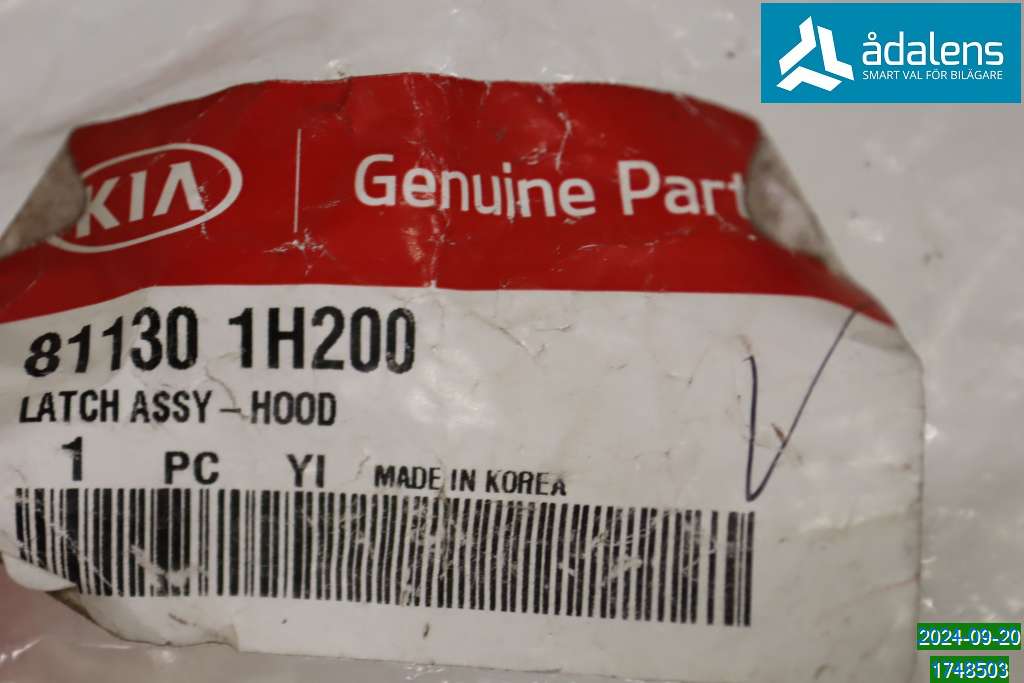 ådalens
SMART VAL FÖR BILÄGARE
KIA
Genuine Part
81130 1H200
LATCH ASSY - HOOD
1 PC YI MADE IN KOREA
2024-09-20
1748503